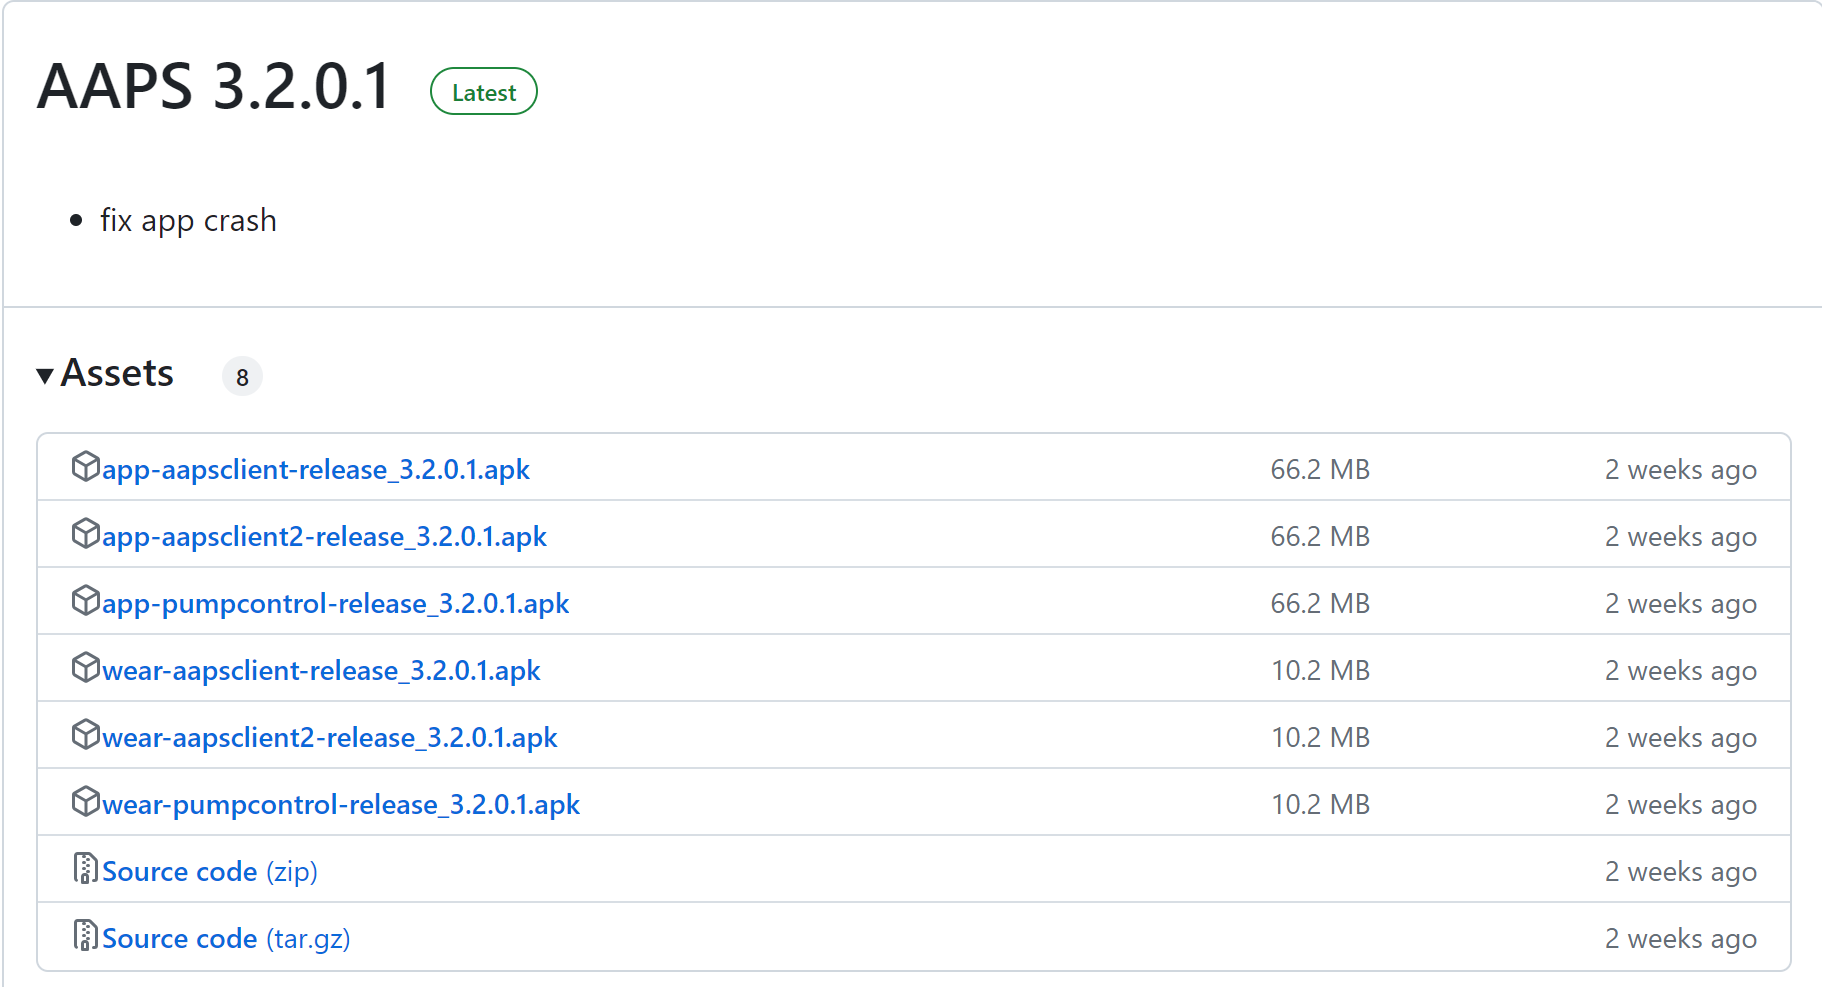 AAPS 3.2.0.1 Latest
• fix app crash
▼ Assets 8
app-aapsclient-release_3.2.0.1.apk 66.2 MB 2 weeks ago
app-aapsclient2-release_3.2.0.1.apk 66.2 MB 2 weeks ago
app-pumpcontrol-release_3.2.0.1.apk 66.2 MB 2 weeks ago
wear-aapsclient-release_3.2.0.1.apk 10.2 MB 2 weeks ago
wear-aapsclient2-release_3.2.0.1.apk 10.2 MB 2 weeks ago
wear-pumpcontrol-release_3.2.0.1.apk 10.2 MB 2 weeks ago
Source code (zip) 2 weeks ago
Source code (tar.gz) 2 weeks ago